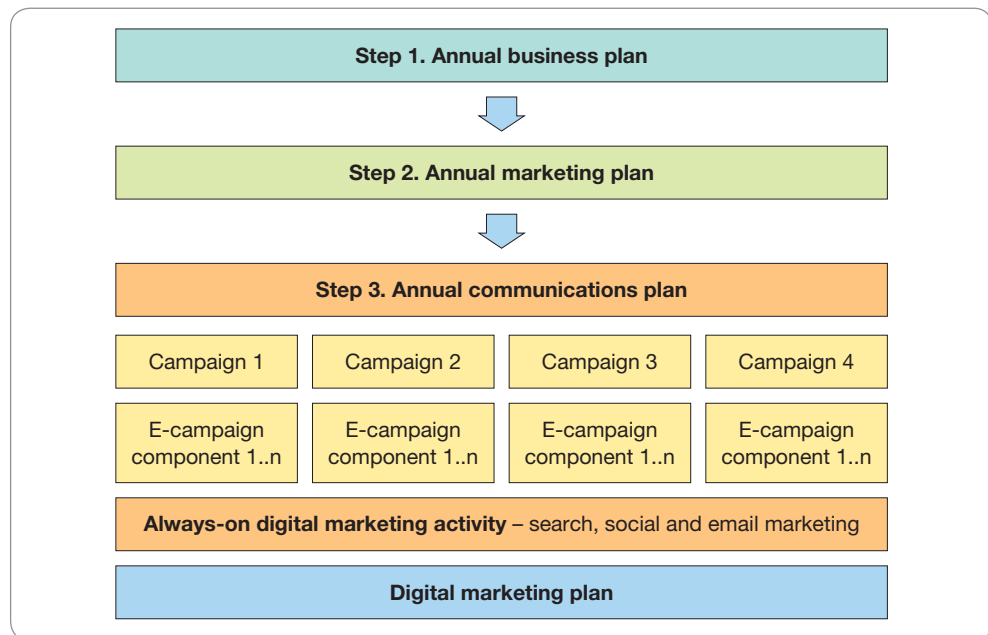 Step 1. Annual business plan
Step 2. Annual marketing plan
Step 3. Annual communications plan
Campaign 1
Campaign 2
Campaign 3
Campaign 4
E-campaign
component 1..n
E-campaign
component 1..n
E-campaign
component 1..n
E-campaign
component 1..n
Always-on digital marketing activity – search, social and email marketing
Digital marketing plan